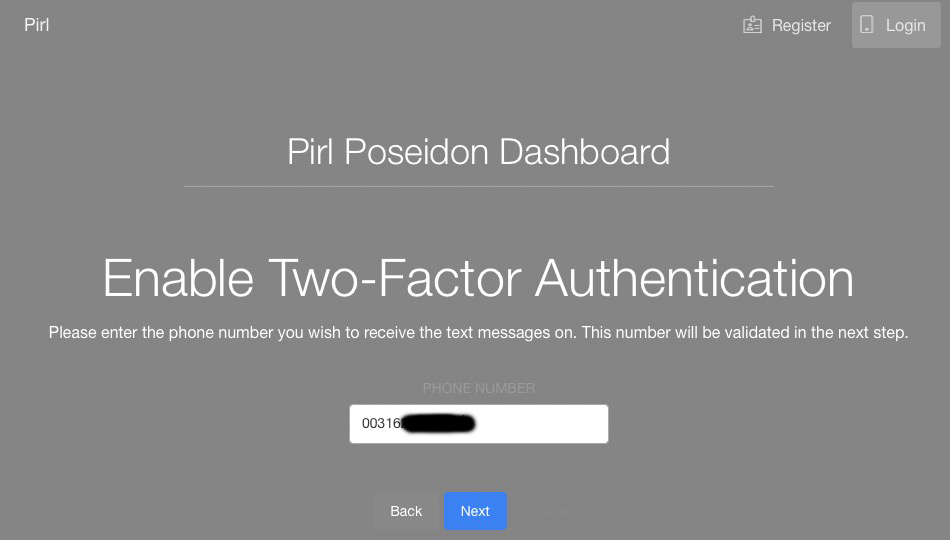 Pirl
Register
Login
Pirl Poseidon Dashboard
Enable Two-Factor Authentication
Please enter the phone number you wish to receive the text messages on. This number will be validated in the next step.
PHONE NUMBER
00316
Back
Next